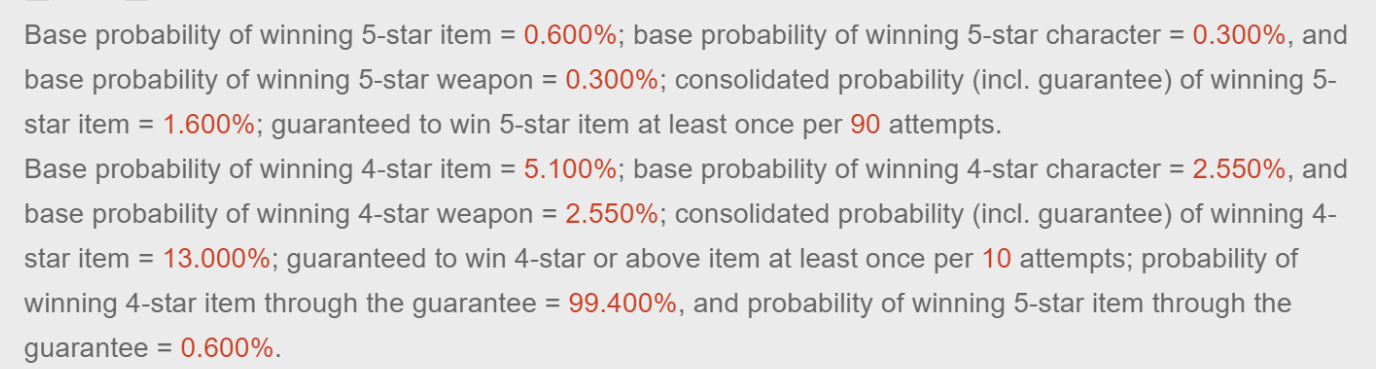 Base probability of winning 5-star item = 0.600%; base probability of winning 5-star character = 0.300%, and
base probability of winning 5-star weapon = 0.300%; consolidated probability (incl. guarantee) of winning 5-
star item = 1.600%; guaranteed to win 5-star item at least once per 90 attempts.
Base probability of winning 4-star item = 5.100%; base probability of winning 4-star character = 2.550%, and
base probability of winning 4-star weapon = 2.550%; consolidated probability (incl. guarantee) of winning 4-
star item = 13.000%; guaranteed to win 4-star or above item at least once per 10 attempts; probability of
winning 4-star item through the guarantee = 99.400%, and probability of winning 5-star item through the
guarantee = 0.600%.